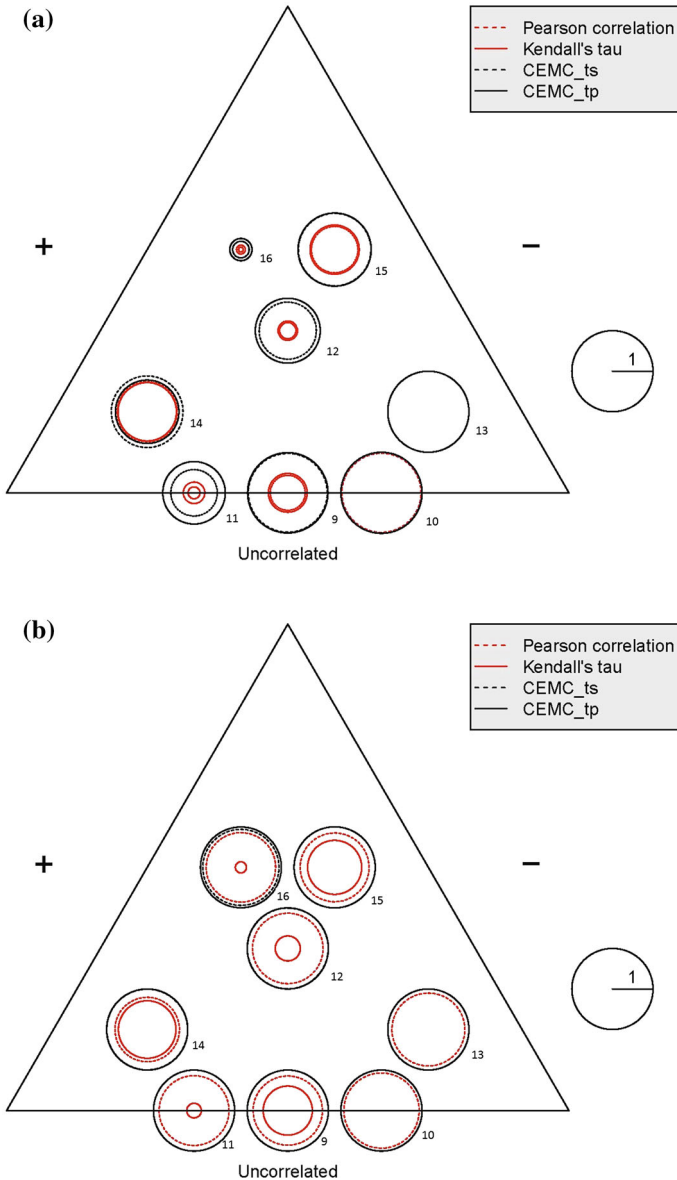 (a)
Pearson correlation
Kendall's tau
CEMC_ts
CEMC_tp
+
−
16
15
12
1
14
13
11
9
10
Uncorrelated
(b)
Pearson correlation
Kendall's tau
CEMC_ts
CEMC_tp
+
−
16
15
12
1
14
13
11
9
10
Uncorrelated